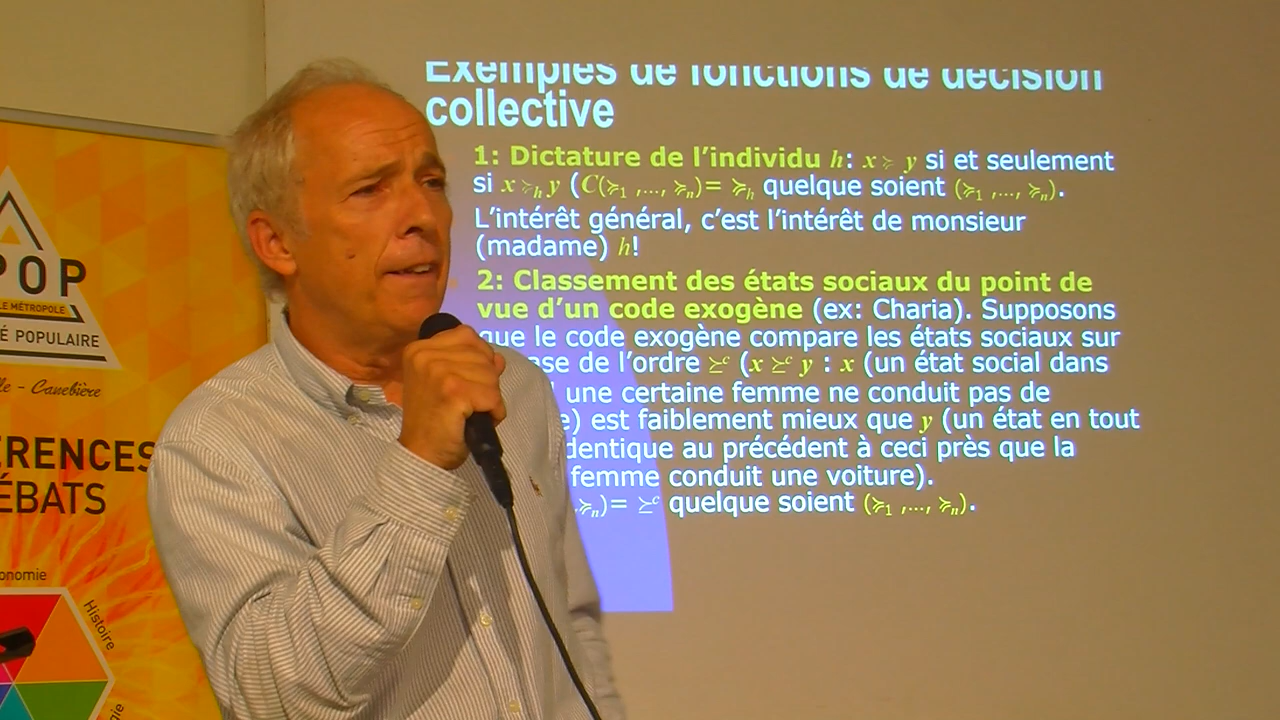 POP
LE MÉTROPOLE
É POPULAIRE
le - Canebière
ÉRENCES
ÉBATS
onomie
Histoire
gie
Exemples de fonctions de décision
collective
1: Dictature de l’individu h: x ≻ y si et seulement
si x ≻h y (C(≽1 ,..., ≽n)= ≽h quelque soient (≽1 ,..., ≽n).
L’intérêt général, c’est l’intérêt de monsieur
(madame) h!
2: Classement des états sociaux du point de
vue d’un code exogène (ex: Charia). Supposons
que le code exogène compare les états sociaux sur
ase de l’ordre ⪰c (x ⪰c y : x (un état social dans
une certaine femme ne conduit pas de
e) est faiblement mieux que y (un état en tout
dentique au précédent à ceci près que la
femme conduit une voiture).
,≽n)= ⪰c quelque soient (≽1 ,..., ≽n).